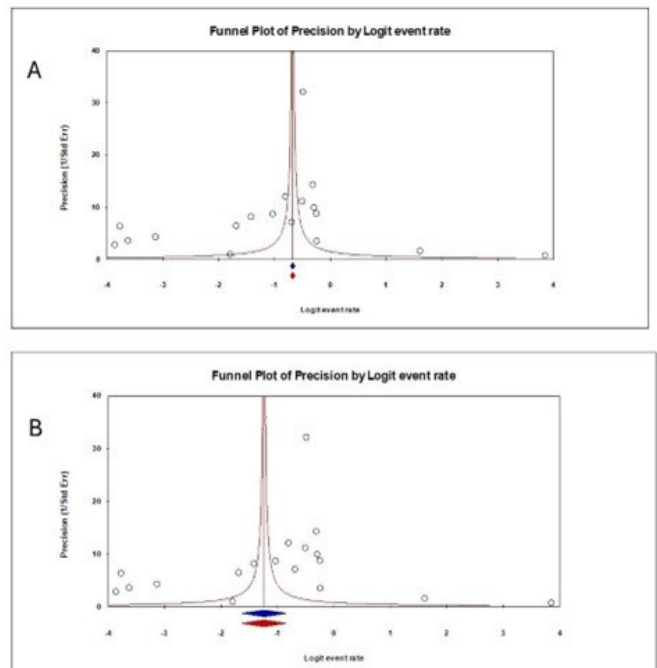 Funnel Plot of Precision by Logit event rate
A
40
30
20
10
0
Precision (1/Std Err)
-4 -3 -2 -1 0 1 2 3 4
Logit event rate
Funnel Plot of Precision by Logit event rate
B
40
30
20
10
0
Precision (1/Std Err)
-4 -3 -2 -1 0 1 2 3 4
Logit event rate